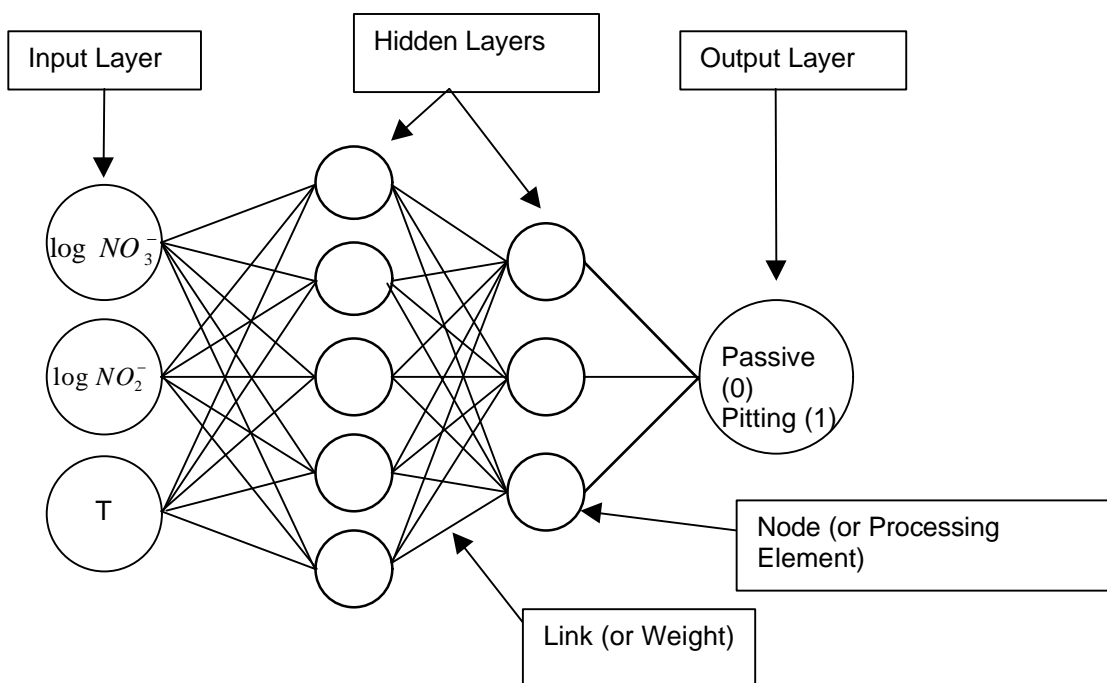 Input Layer
Hidden Layers
Output Layer
log NO₃⁻
log NO₂⁻
T
Passive
(0)
Pitting (1)
Node (or Processing
Element)
Link (or Weight)